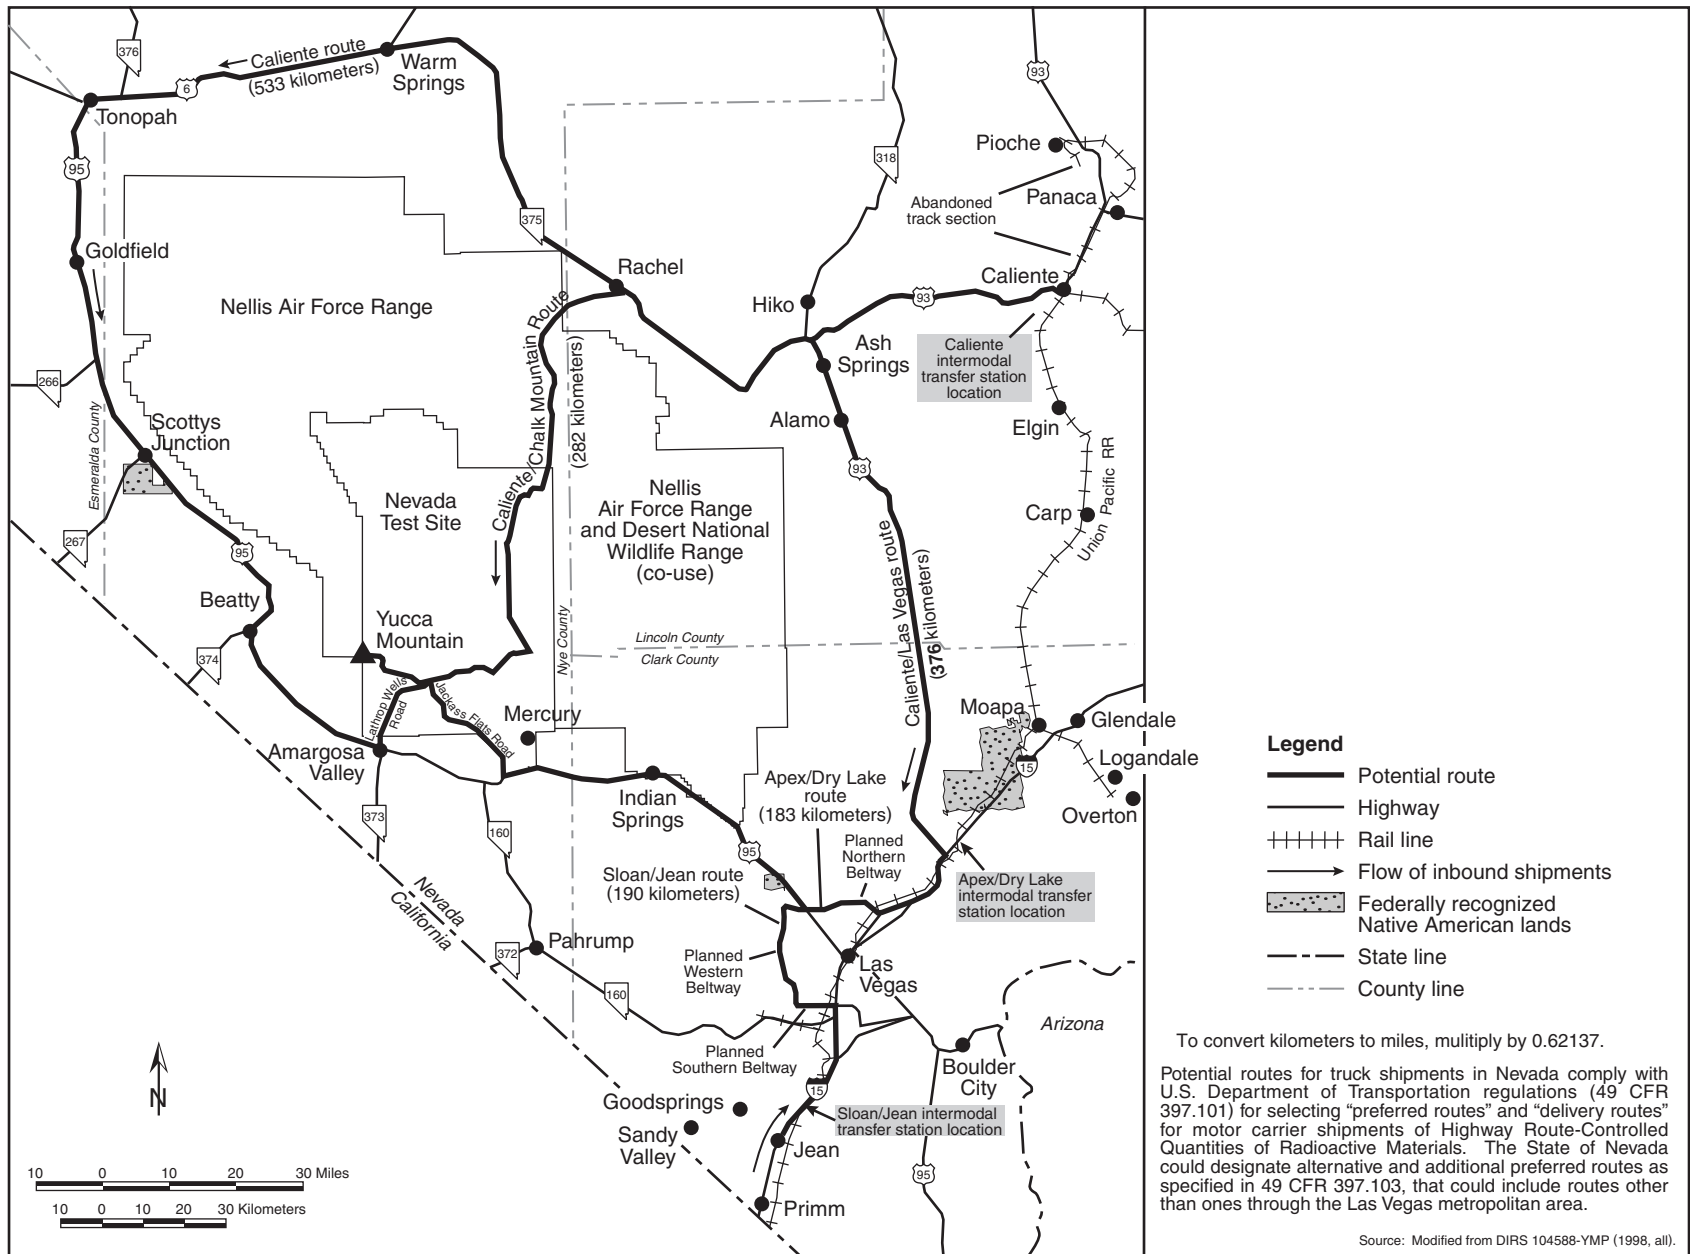 376
Caliente route
(533 kilometers)
Warm
Springs
6
Tonopah
95
93
Pioche
318
Abandoned
track section
Panaca
375
Goldfield
Rachel
Caliente
Nellis Air Force Range
Hiko
93
Caliente/Chalk Mountain Route
(282 kilometers)
Ash
Springs
Caliente
intermodal
transfer station
location
266
Esmeralda County
Scottys
Junction
Alamo
Elgin
93
Union Pacific RR
Nevada
Test Site
Nellis
Air Force Range
and Desert National
Wildlife Range
(co-use)
Carp
267
95
Caliente/Las Vegas route
(376 kilometers)
Beatty
Yucca
Mountain
Nye County
Lincoln County
Clark County
374
Lathrop Wells
Road
Jackass Flats Road
Mercury
Moapa
Glendale
Amargosa
Valley
Logandale
15
Apex/Dry Lake
route
(183 kilometers)
Indian
Springs
Overton
373
160
95
Planned
Northern
Beltway
Sloan/Jean route
(190 kilometers)
Apex/Dry Lake
intermodal transfer
station location
Nevada
California
Pahrump
372
Planned
Western
Beltway
Las
Vegas
160
Arizona
Planned
Southern Beltway
Boulder
City
15
Goodsprings
Sloan/Jean intermodal
transfer station location
Sandy
Valley
Jean
95
Primm
N
10 0 10 20 30 Miles
10 0 10 20 30 Kilometers
Legend
Potential route
Highway
Rail line
Flow of inbound shipments
Federally recognized
Native American lands
State line
County line
To convert kilometers to miles, mulitiply by 0.62137.
Potential routes for truck shipments in Nevada comply with
U.S. Department of Transportation regulations (49 CFR
397.101) for selecting “preferred routes” and “delivery routes”
for motor carrier shipments of Highway Route-Controlled
Quantities of Radioactive Materials. The State of Nevada
could designate alternative and additional preferred routes as
specified in 49 CFR 397.103, that could include routes other
than ones through the Las Vegas metropolitan area.
Source: Modified from DIRS 104588-YMP (1998, all).